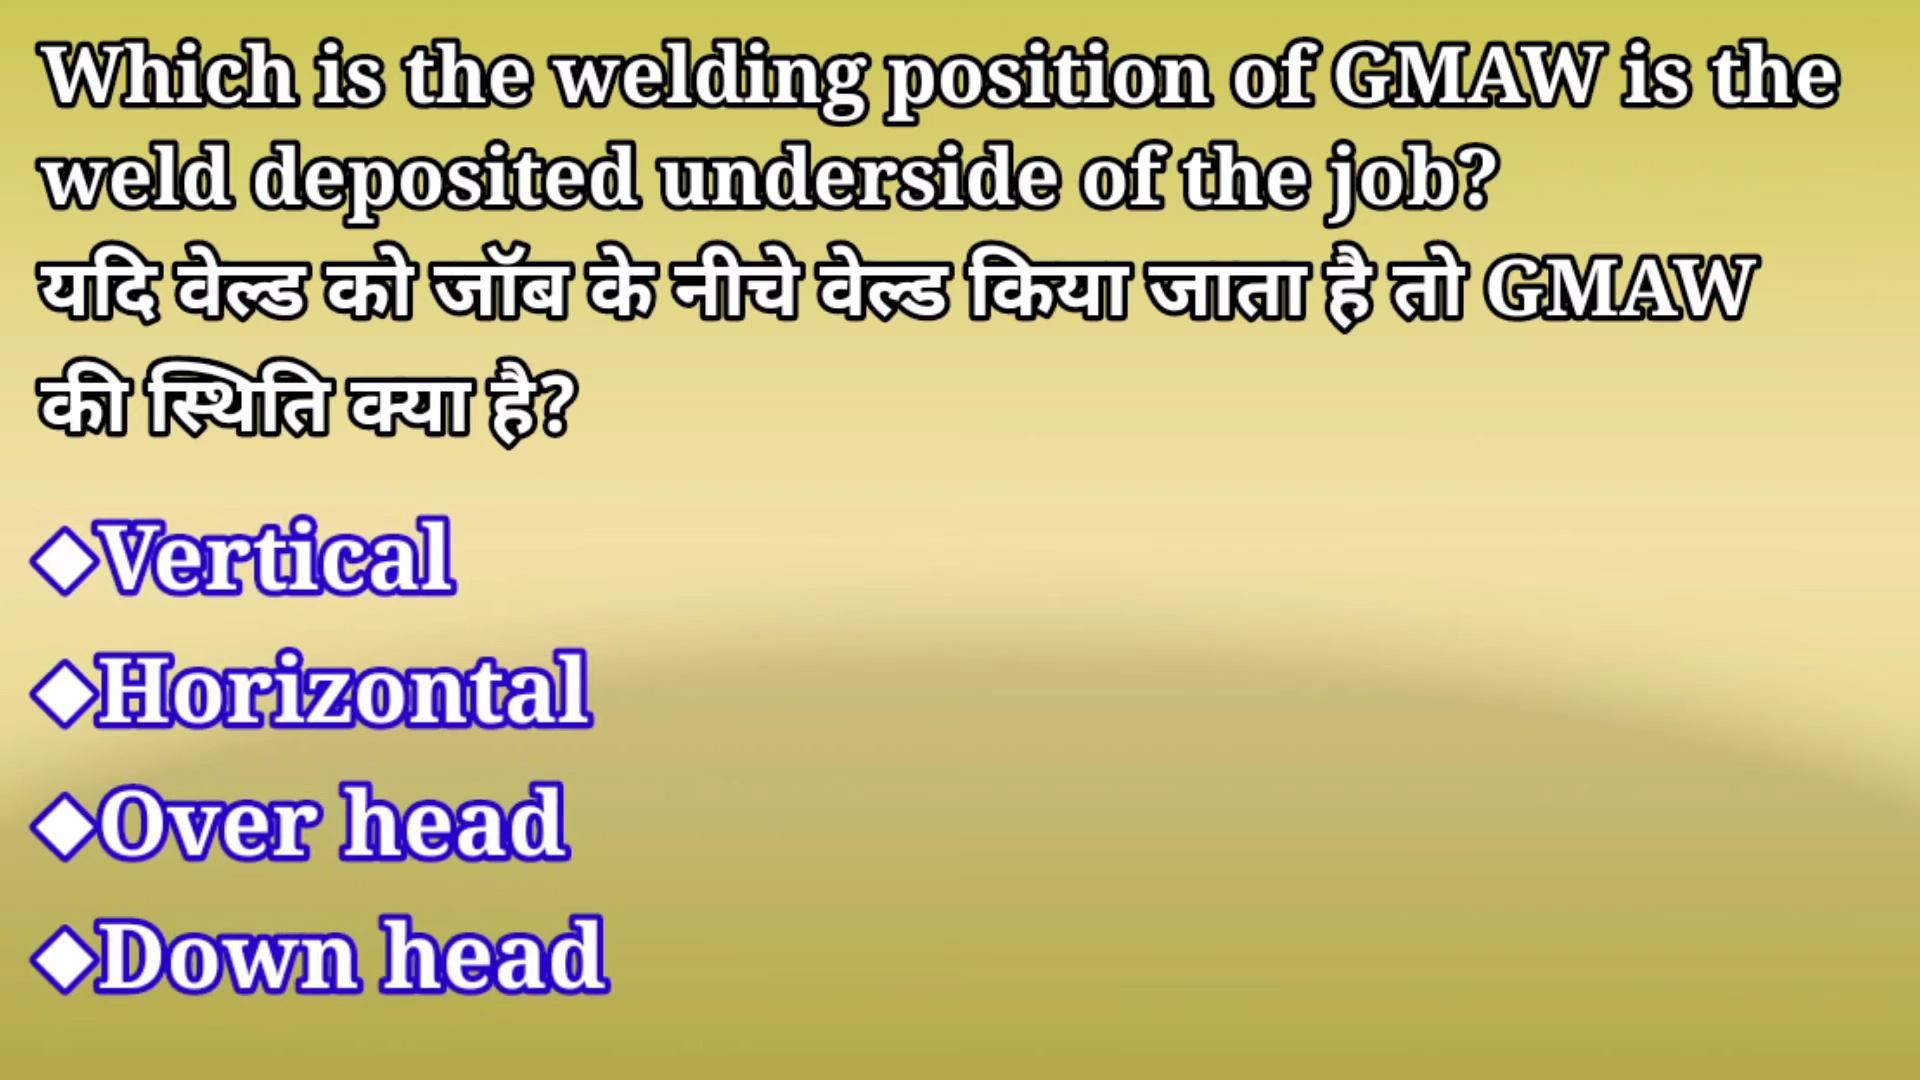 Which is the welding position of GMAW is the
weld deposited underside of the job?
यदि वेल्ड को जॉब के नीचे वेल्ड किया जाता है तो GMAW
की स्थिति क्या है?
◆Vertical
◆Horizontal
◆Over head
◆Down head